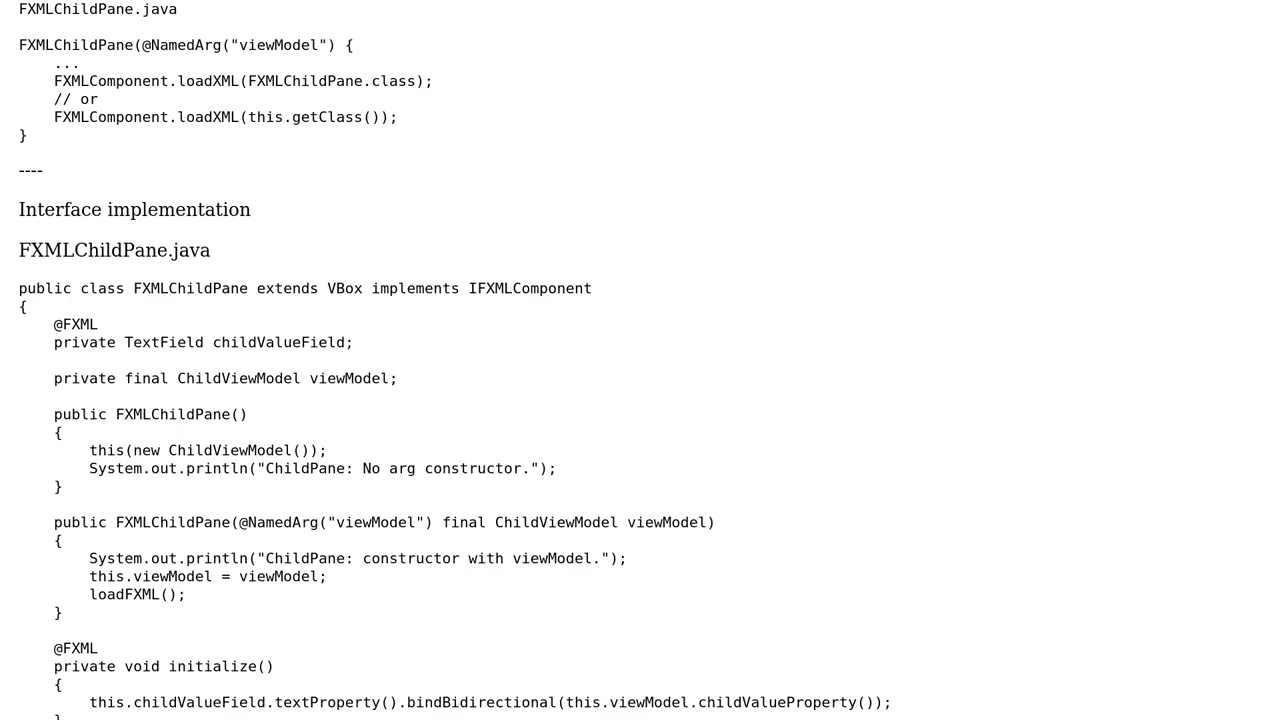 FXMLChildPane.java
FXMLChildPane(@NamedArg("viewModel") {
    ...
    FXMLComponent.loadXML(FXMLChildPane.class);
    // or
    FXMLComponent.loadXML(this.getClass());
}
----
Interface implementation
FXMLChildPane.java
public class FXMLChildPane extends VBox implements IFXMLComponent
{
    @FXML
    private TextField childValueField;
    private final ChildViewModel viewModel;
    public FXMLChildPane()
    {
        this(new ChildViewModel());
        System.out.println("ChildPane: No arg constructor.");
    }
    public FXMLChildPane(@NamedArg("viewModel") final ChildViewModel viewModel)
    {
        System.out.println("ChildPane: constructor with viewModel.");
        this.viewModel = viewModel;
        loadFXML();
    }
    @FXML
    private void initialize()
    {
        this.childValueField.textProperty().bindBidirectional(this.viewModel.childValueProperty());
    }